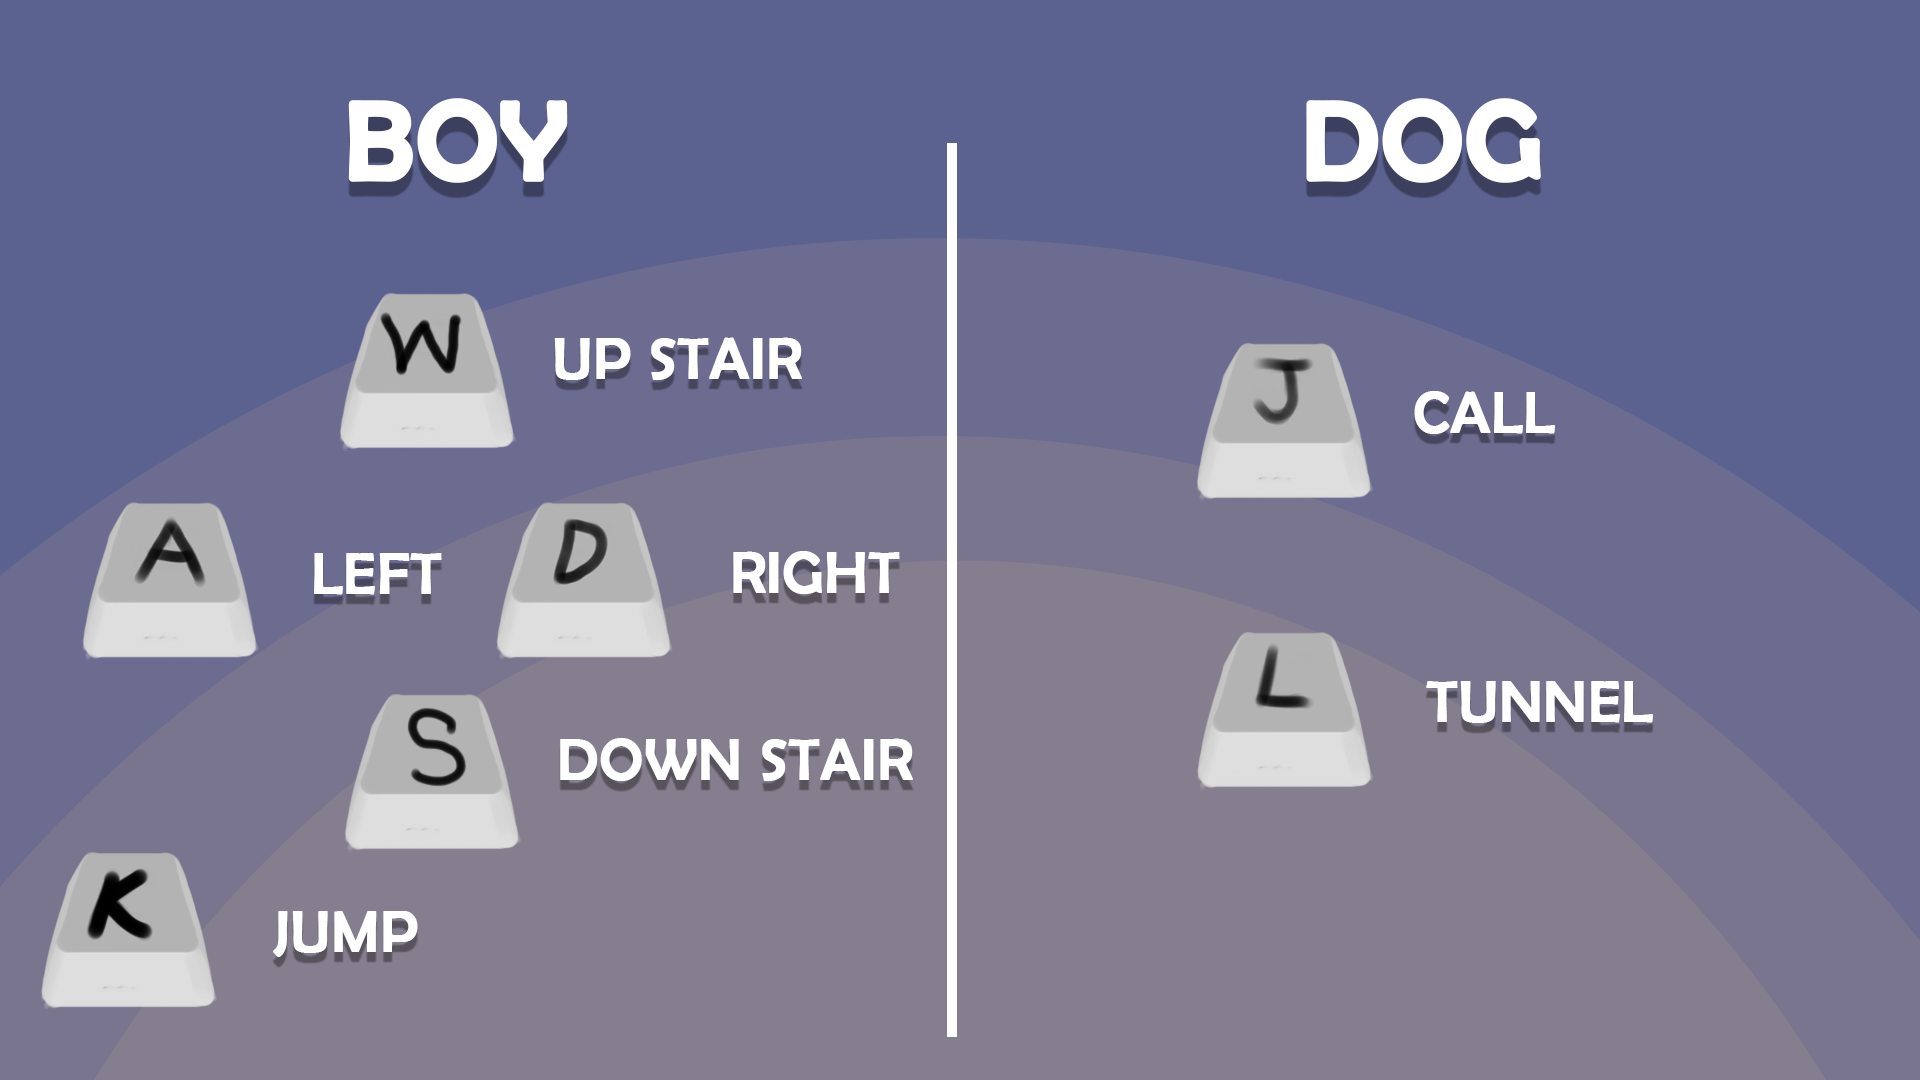 BOY
W UP STAIR
A LEFT D RIGHT
S DOWN STAIR
K JUMP
DOG
J CALL
L TUNNEL